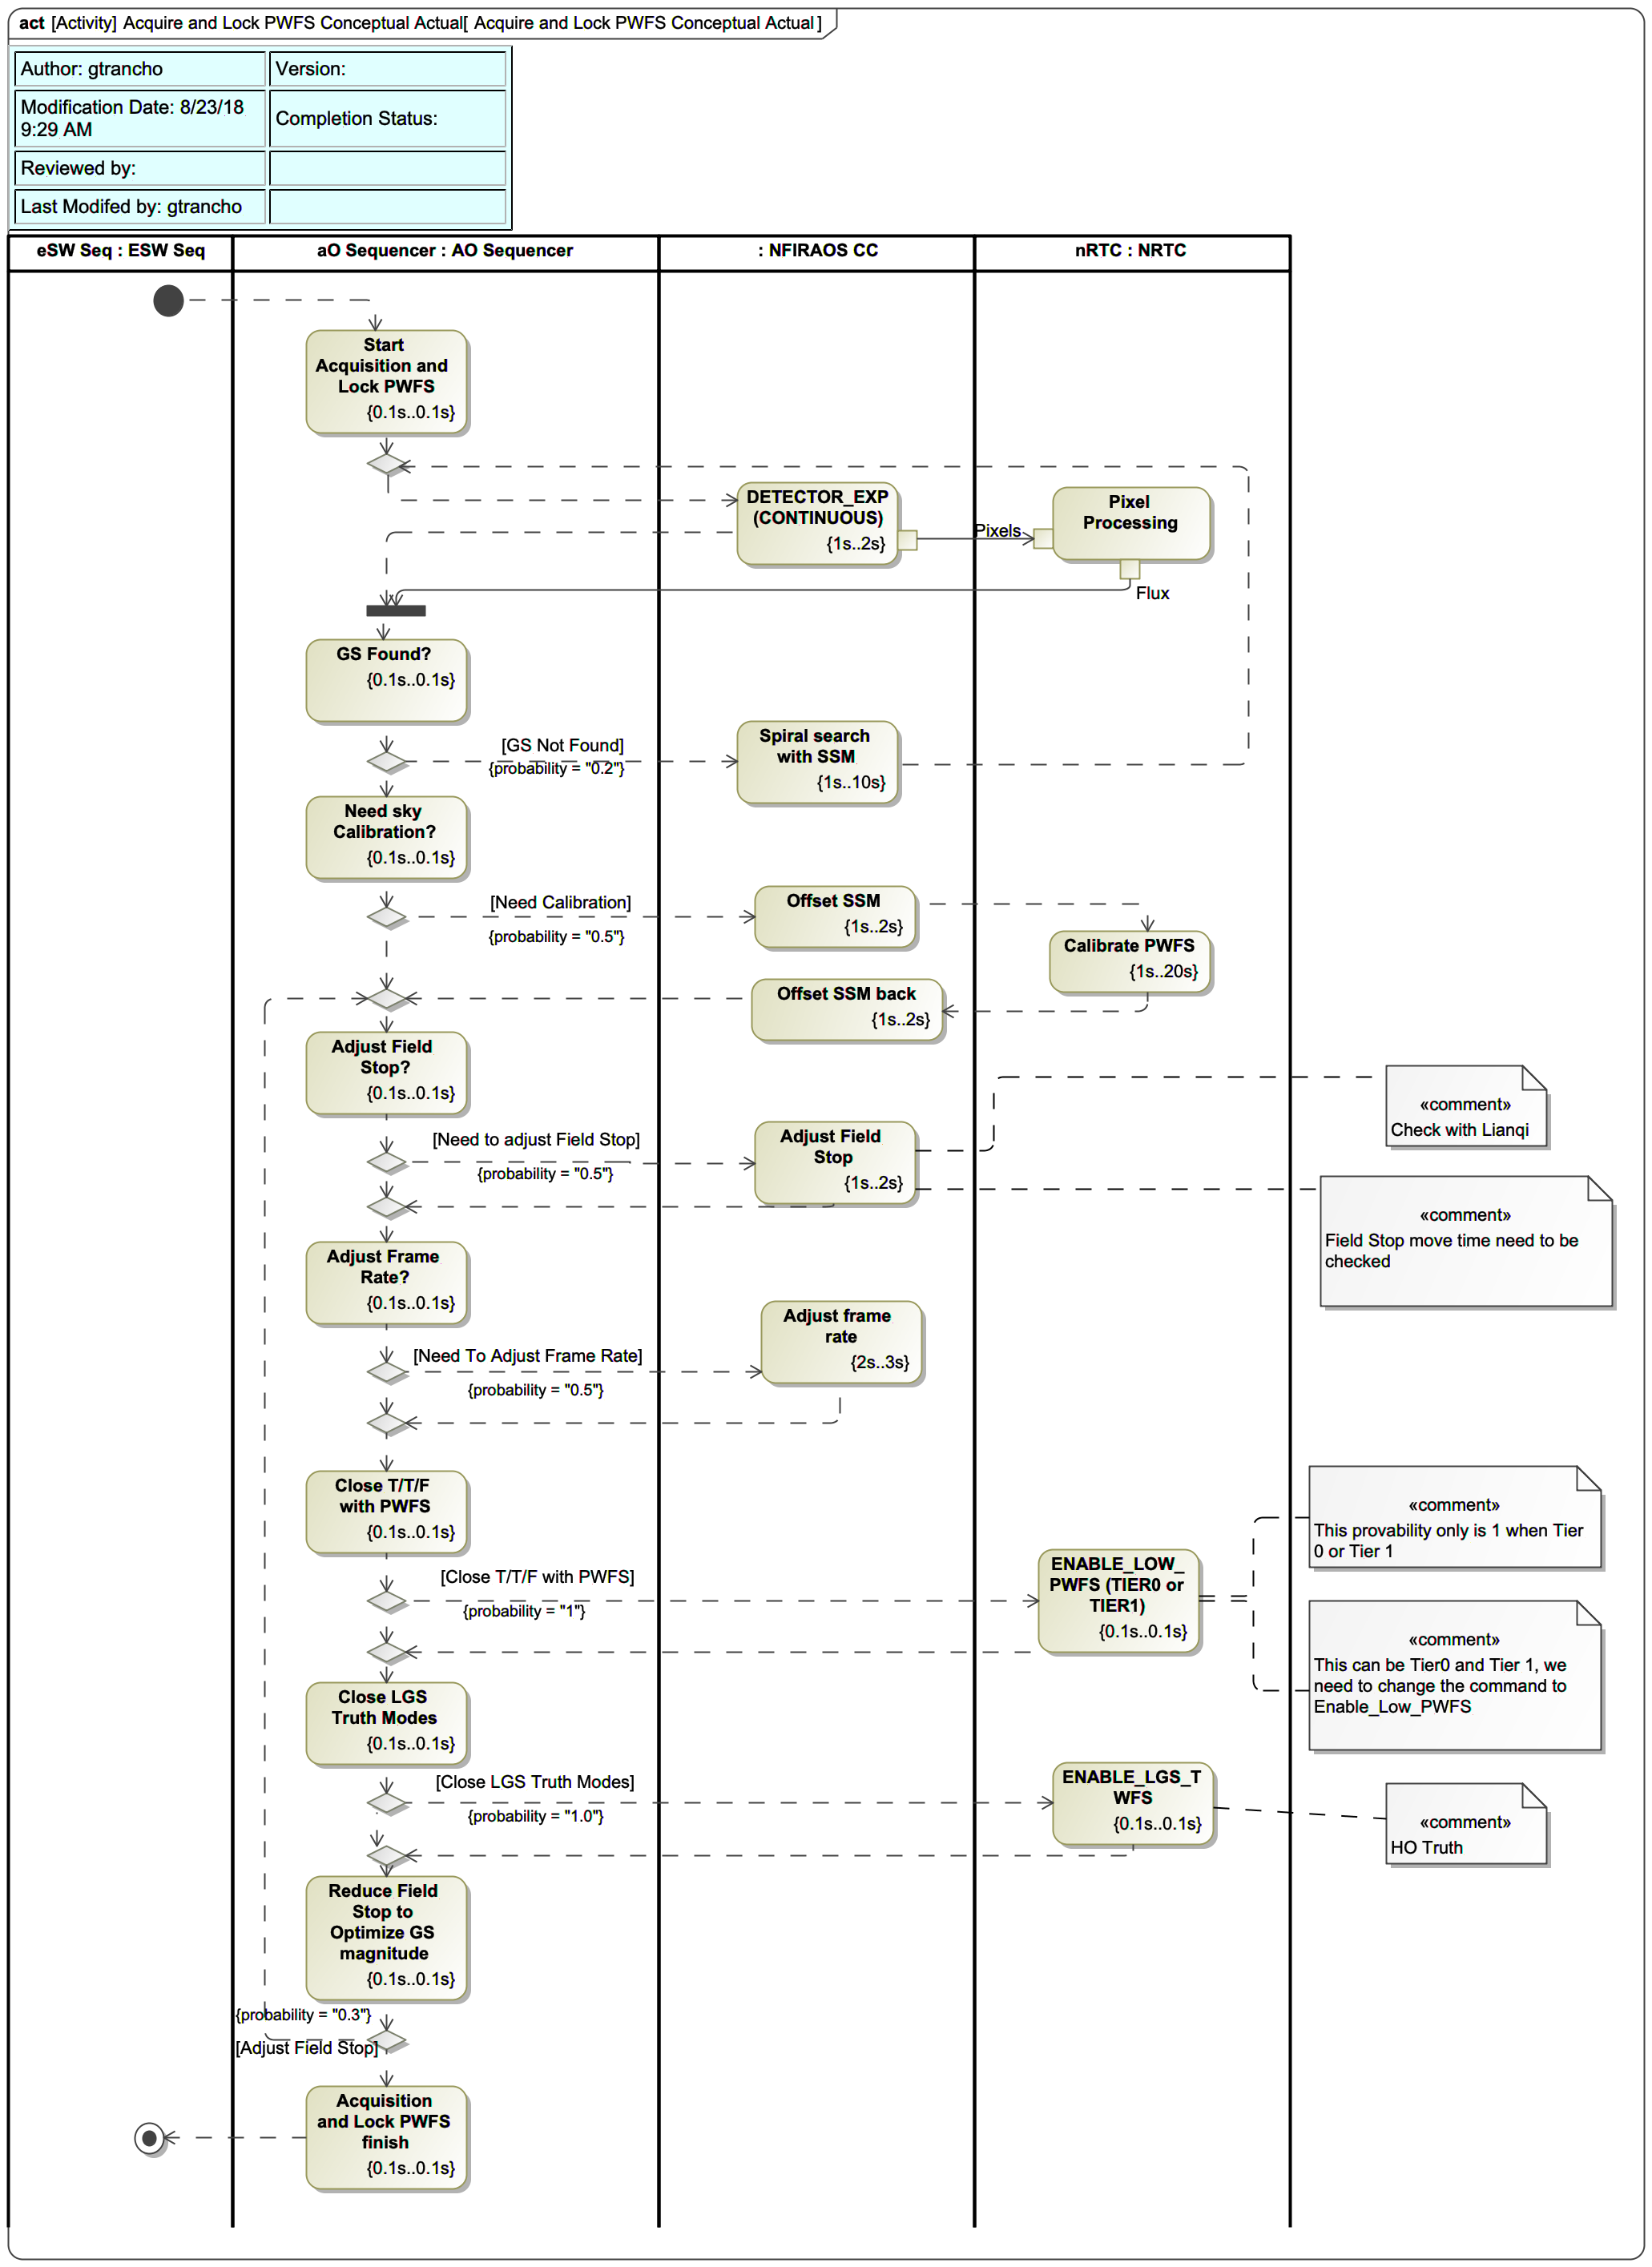 act [Activity] Acquire and Lock PWFS Conceptual Actual[ Acquire and Lock PWFS Conceptual Actual ]
Author: gtrancho
Version:
Modification Date: 8/23/18
9:29 AM
Completion Status:
Reviewed by:
Last Modifed by: gtrancho
eSW Seq : ESW Seq
aO Sequencer : AO Sequencer
: NFIRAOS CC
nRTC : NRTC
Start
Acquisition and
Lock PWFS
{0.1s..0.1s}
DETECTOR_EXP
(CONTINUOUS)
{1s..2s}
Pixels
Pixel
Processing
Flux
GS Found?
{0.1s..0.1s}
[GS Not Found]
{probability = "0.2"}
Spiral search
with SSM
{1s..10s}
Need sky
Calibration?
{0.1s..0.1s}
[Need Calibration]
{probability = "0.5"}
Offset SSM
{1s..2s}
Calibrate PWFS
{1s..20s}
Offset SSM back
{1s..2s}
Adjust Field
Stop?
{0.1s..0.1s}
[Need to adjust Field Stop]
{probability = "0.5"}
Adjust Field
Stop
{1s..2s}
«comment»
Check with Lianqi
«comment»
Field Stop move time need to be
checked
Adjust Frame
Rate?
{0.1s..0.1s}
[Need To Adjust Frame Rate]
{probability = "0.5"}
Adjust frame
rate
{2s..3s}
Close T/T/F
with PWFS
{0.1s..0.1s}
[Close T/T/F with PWFS]
{probability = "1"}
ENABLE_LOW_
PWFS (TIER0 or
TIER1)
{0.1s..0.1s}
«comment»
This provability only is 1 when Tier
0 or Tier 1
«comment»
This can be Tier0 and Tier 1, we
need to change the command to
Enable_Low_PWFS
Close LGS
Truth Modes
{0.1s..0.1s}
[Close LGS Truth Modes]
{probability = "1.0"}
ENABLE_LGS_T
WFS
{0.1s..0.1s}
«comment»
HO Truth
Reduce Field
Stop to
Optimize GS
magnitude
{0.1s..0.1s}
{probability = "0.3"}
[Adjust Field Stop]
Acquisition
and Lock PWFS
finish
{0.1s..0.1s}